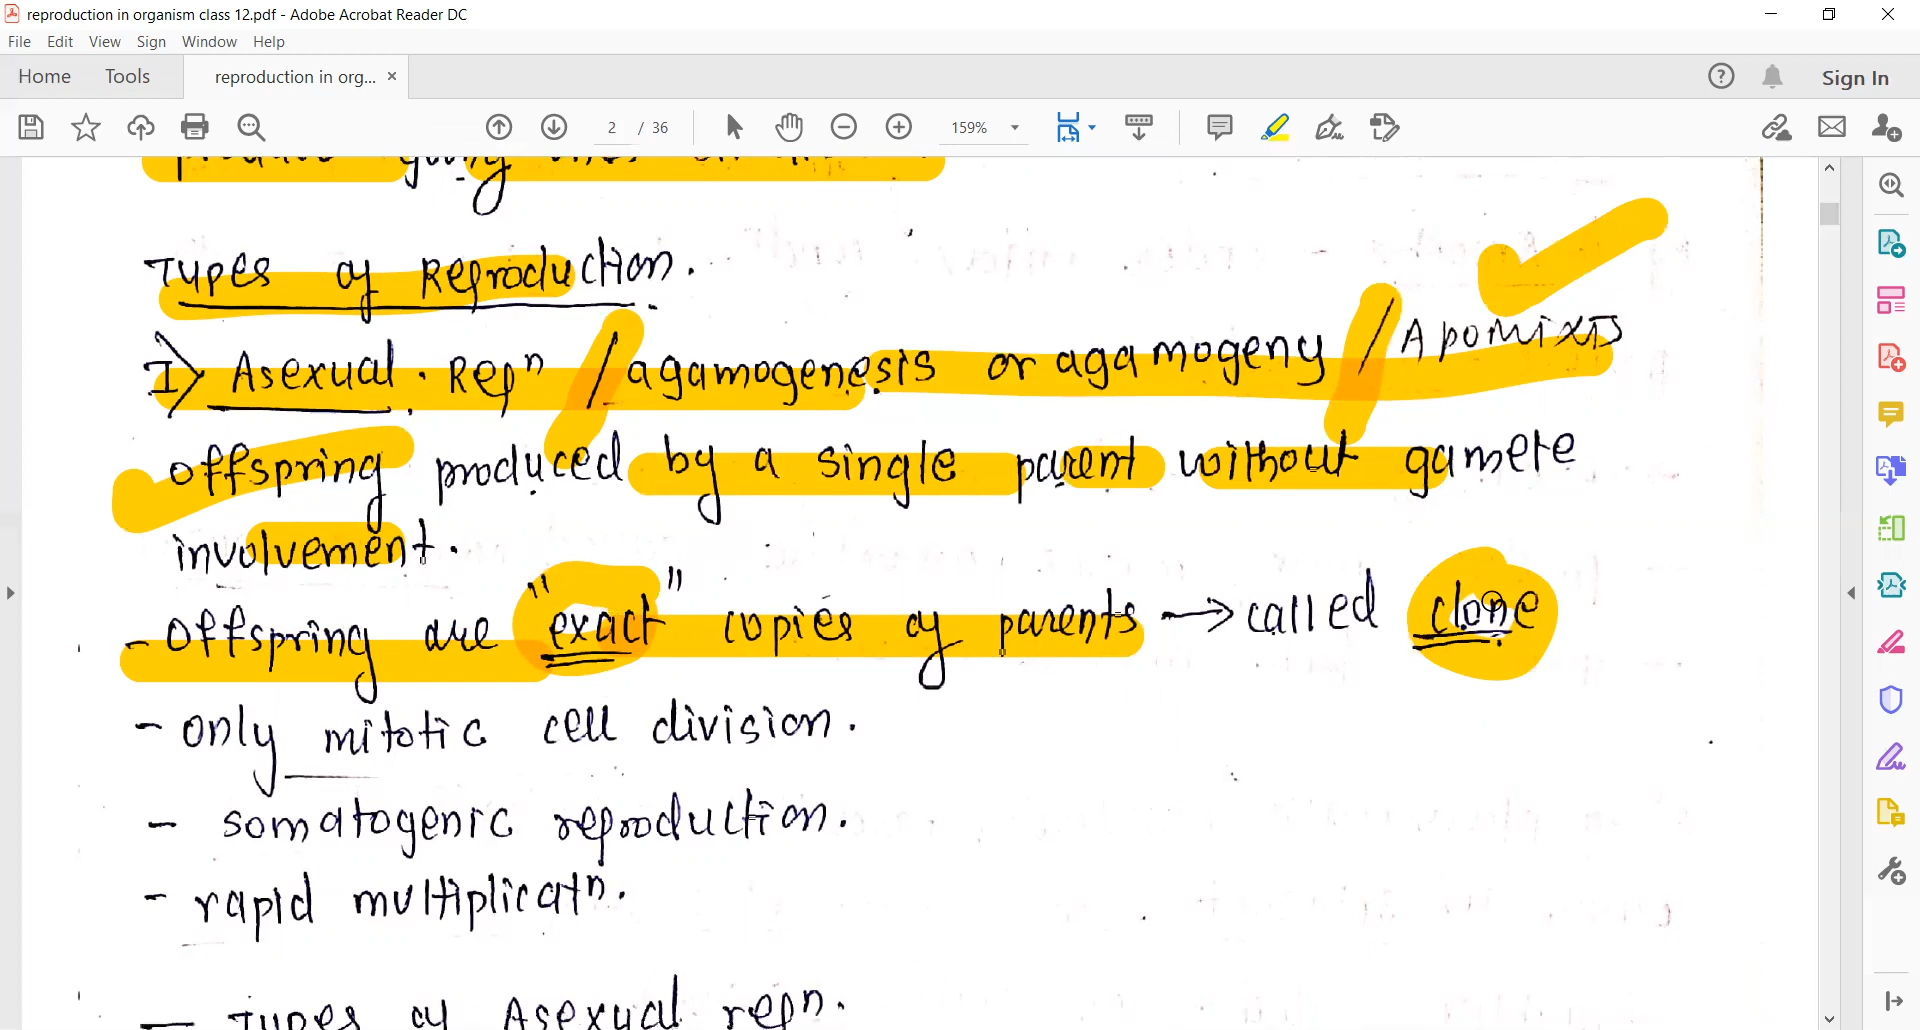 reproduction in organism class 12.pdf - Adobe Acrobat Reader DC
File Edit View Sign Window Help
Home Tools reproduction in org... × Sign In
2 / 36 159%
Types of Reproduction.
I) Asexual. Repn / agamogenesis or agamogeny / Apomixis
offspring produced by a single parent without gamete
involvement.
- offspring are "exact" copies of parents → called clone
- only mitotic cell division.
- somatogenic reproduction.
- rapid multiplicatn.
- Types of Asexual repn.